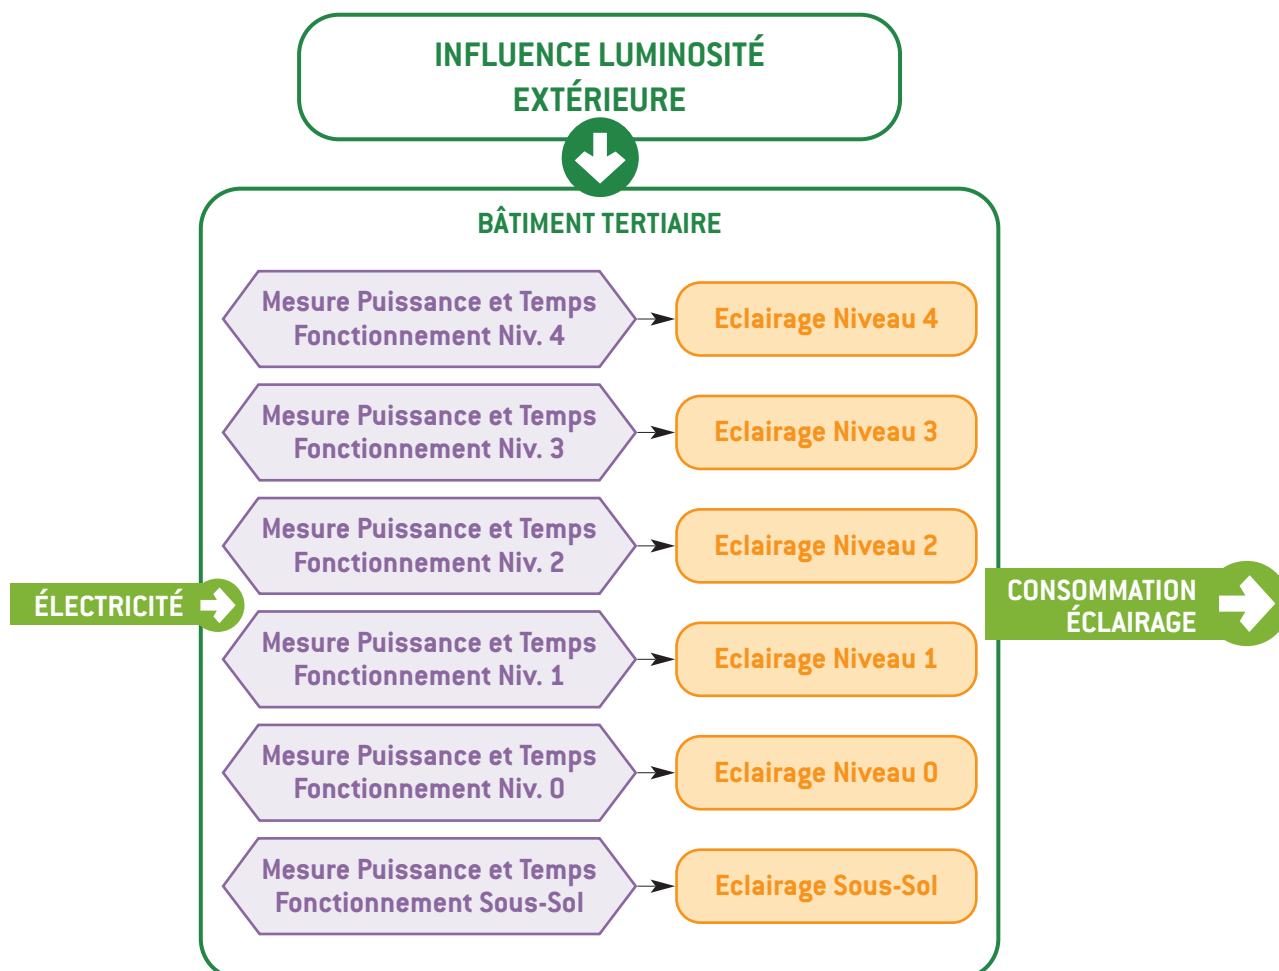 INFLUENCE LUMINOSITÉ
EXTÉRIEURE
BÂTIMENT TERTIAIRE
Mesure Puissance et Temps
Fonctionnement Niv. 4
Eclairage Niveau 4
Mesure Puissance et Temps
Fonctionnement Niv. 3
Eclairage Niveau 3
Mesure Puissance et Temps
Fonctionnement Niv. 2
Eclairage Niveau 2
ÉLECTRICITÉ
CONSOMMATION
ÉCLAIRAGE
Mesure Puissance et Temps
Fonctionnement Niv. 1
Eclairage Niveau 1
Mesure Puissance et Temps
Fonctionnement Niv. 0
Eclairage Niveau 0
Mesure Puissance et Temps
Fonctionnement Sous-Sol
Eclairage Sous-Sol